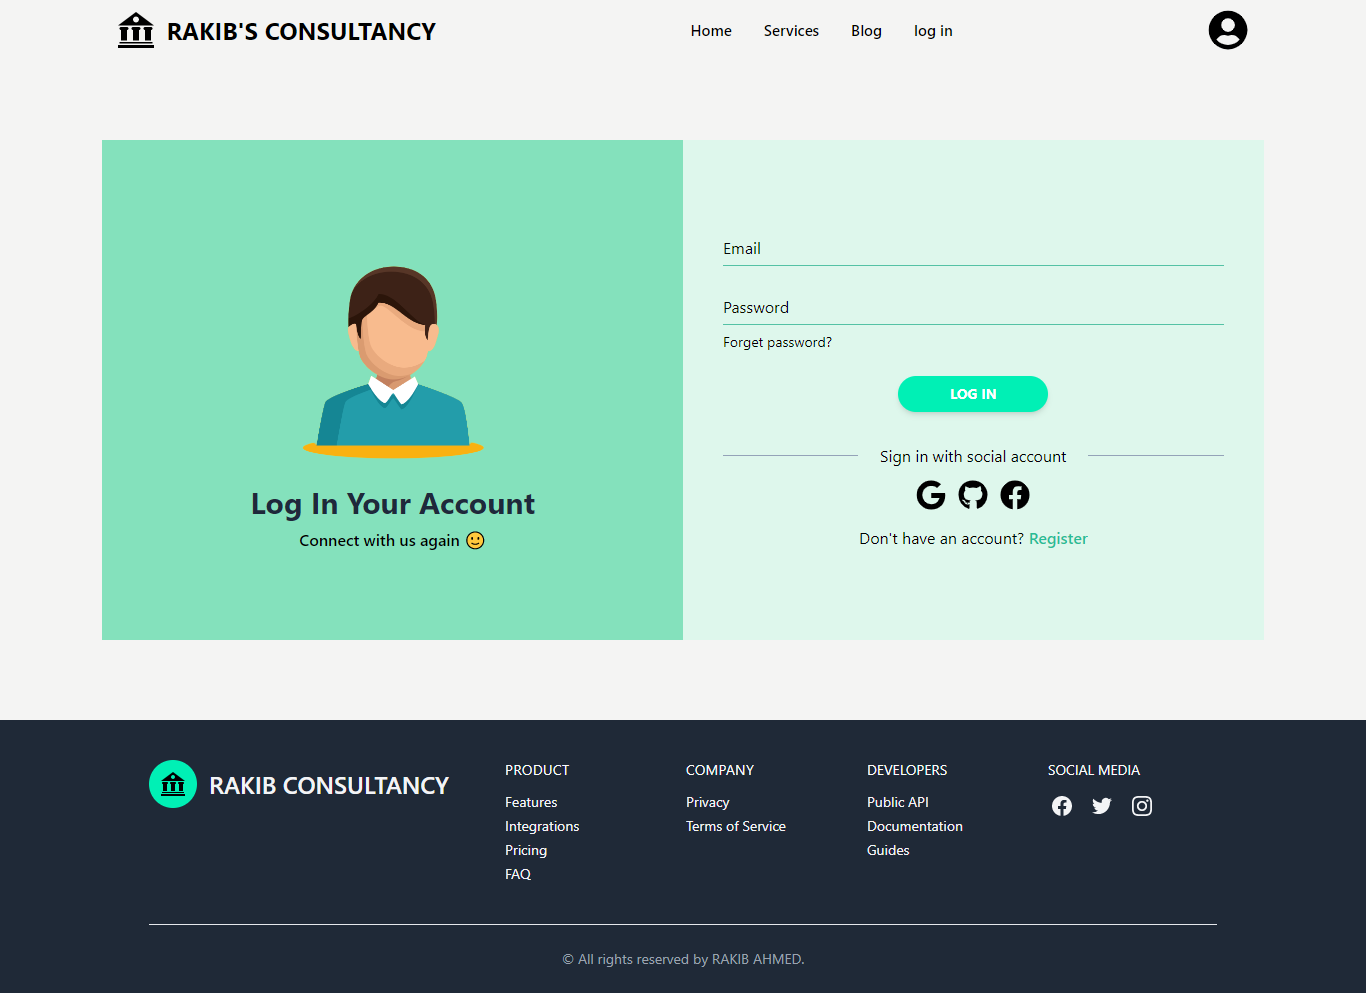 RAKIB'S CONSULTANCY
Home Services Blog log in
Log In Your Account
Connect with us again 🙂
Email
Password
Forget password?
LOG IN
Sign in with social account
Don't have an account? Register
RAKIB CONSULTANCY
PRODUCT
Features
Integrations
Pricing
FAQ
COMPANY
Privacy
Terms of Service
DEVELOPERS
Public API
Documentation
Guides
SOCIAL MEDIA
© All rights reserved by RAKIB AHMED.